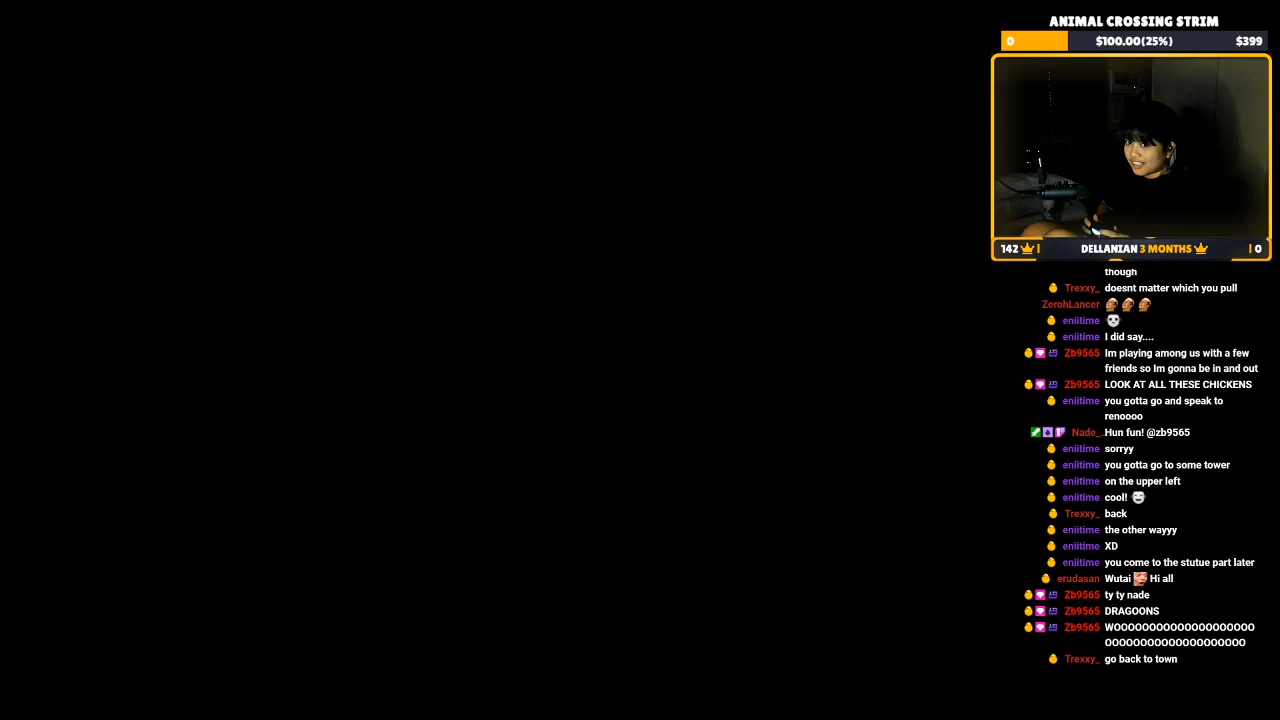 ANIMAL CROSSING STRIM
0 $100.00(25%) $399
142 DELLANIAN 3 MONTHS 0
though
Trexxy_ doesnt matter which you pull
ZerohLancer
eniitime
eniitime I did say....
Zb9565 Im playing among us with a few
friends so Im gonna be in and out
Zb9565 LOOK AT ALL THESE CHICKENS
eniitime you gotta go and speak to
renoooo
Nade_ Hun fun! @zb9565
eniitime sorryy
eniitime you gotta go to some tower
eniitime on the upper left
eniitime cool!
Trexxy_ back
eniitime the other wayyy
eniitime XD
eniitime you come to the stutue part later
erudasan Wutai Hi all
Zb9565 ty ty nade
Zb9565 DRAGOONS
Zb9565 WOOOOOOOOOOOOOOOOOOOO
OOOOOOOOOOOOOOOOOOOO
Trexxy_ go back to town